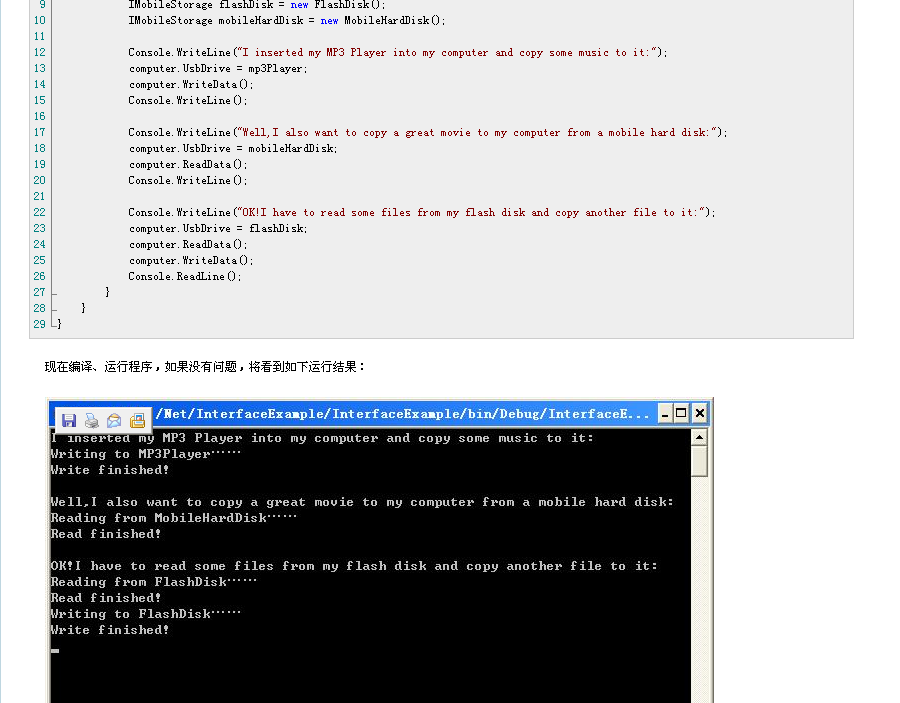 9 IMobileStorage flashDisk = new FlashDisk();
10 IMobileStorage mobileHardDisk = new MobileHardDisk();
11
12 Console.WriteLine("I inserted my MP3 Player into my computer and copy some music to it:");
13 computer.UsbDrive = mp3Player;
14 computer.WriteData();
15 Console.WriteLine();
16
17 Console.WriteLine("Well,I also want to copy a great movie to my computer from a mobile hard disk:");
18 computer.UsbDrive = mobileHardDisk;
19 computer.ReadData();
20 Console.WriteLine();
21
22 Console.WriteLine("OK!I have to read some files from my flash disk and copy another file to it:");
23 computer.UsbDrive = flashDisk;
24 computer.ReadData();
25 computer.WriteData();
26 Console.ReadLine();
27 }
28 }
29 }
现在编译、运行程序，如果没有问题，将看到如下运行结果：
/Net/InterfaceExample/InterfaceExample/bin/Debug/InterfaceE...
I inserted my MP3 Player into my computer and copy some music to it:
Writing to MP3Player……
Write finished!
Well,I also want to copy a great movie to my computer from a mobile hard disk:
Reading from MobileHardDisk……
Read finished!
OK!I have to read some files from my flash disk and copy another file to it:
Reading from FlashDisk……
Read finished!
Writing to FlashDisk……
Write finished!